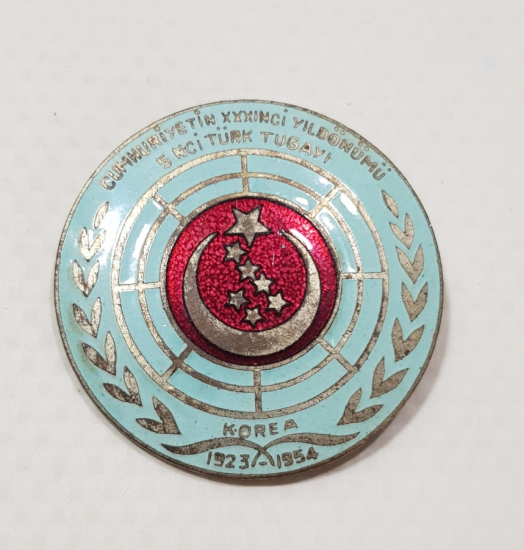 CUMHURİYETİN XXXINCI YILDÖNÜMÜ
5 NCİ TÜRK TUGAYI
KOREA
1923-1954